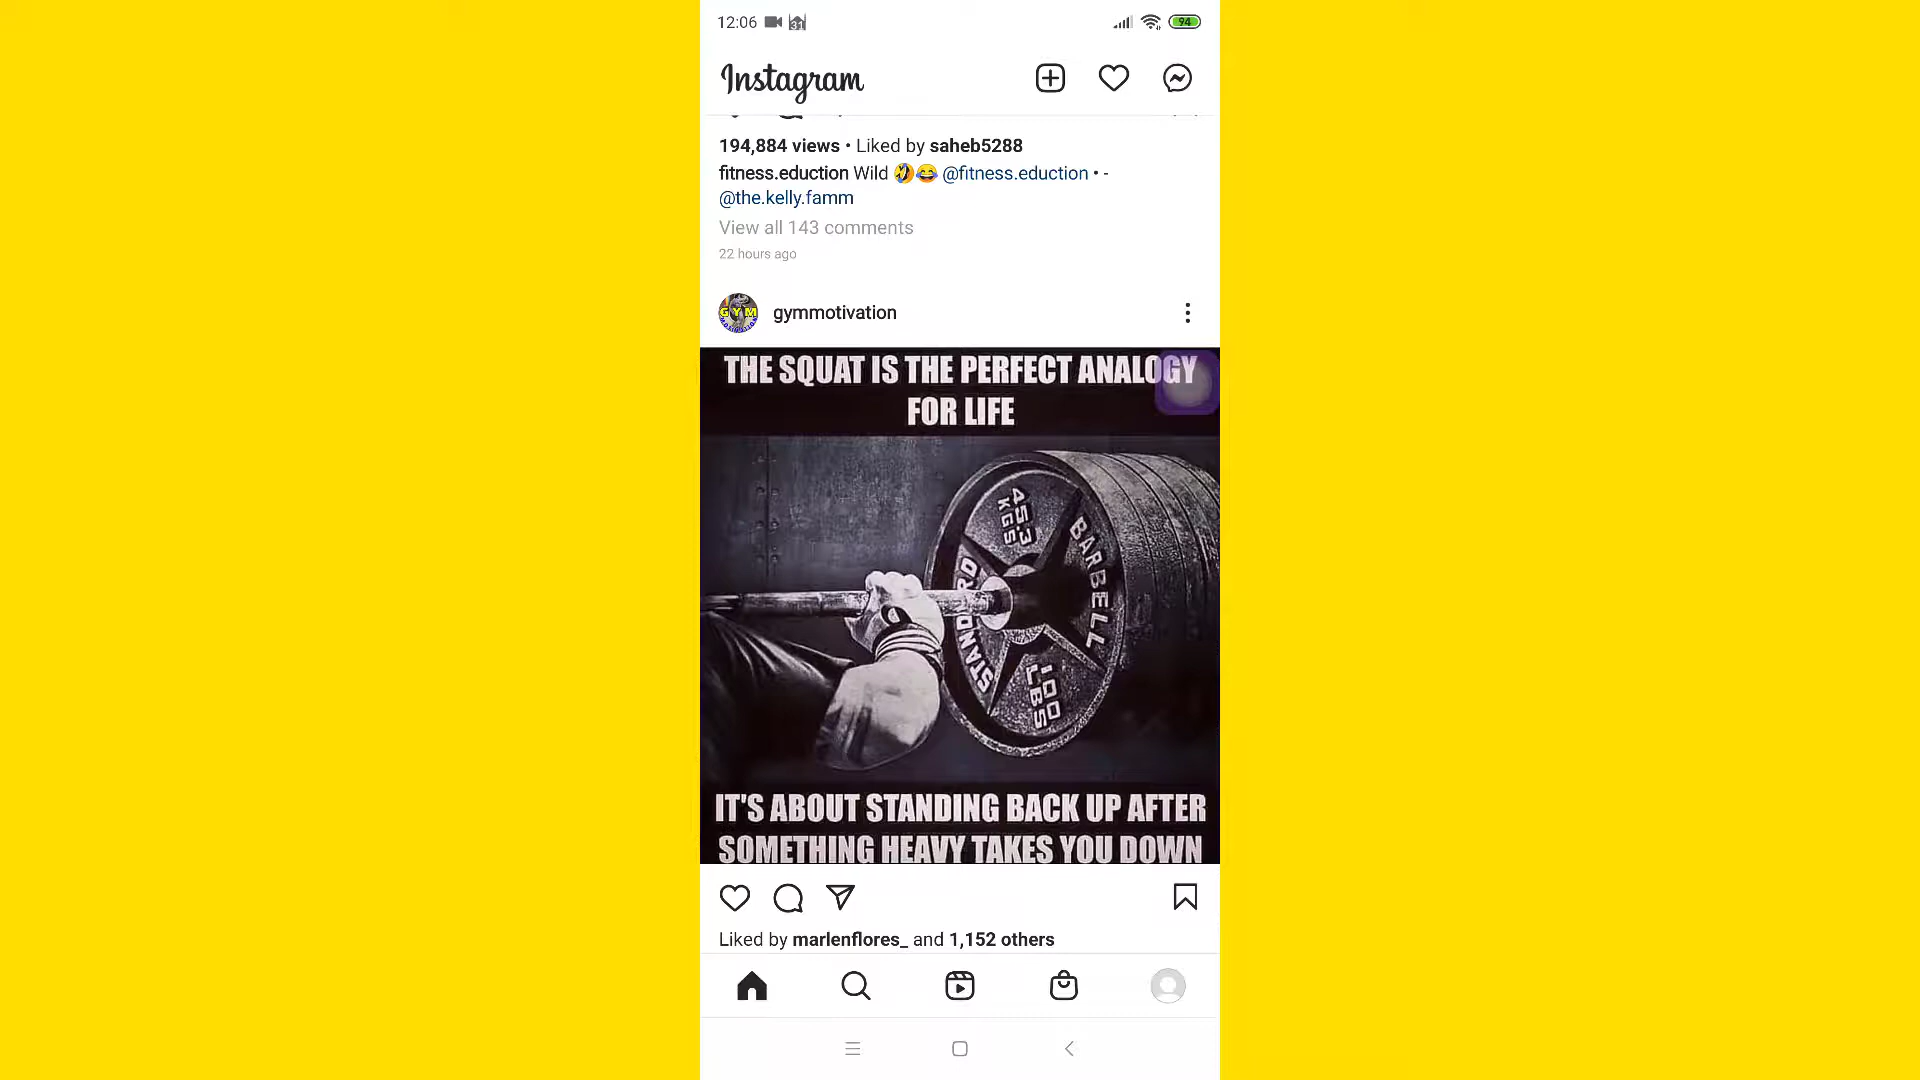 12:06
31
94
Instagram
194,884 views • Liked by saheb5288
fitness.eduction Wild 🤣😂 @fitness.eduction • -
@the.kelly.famm
View all 143 comments
22 hours ago
GYM
gymmotivation
THE SQUAT IS THE PERFECT ANALOGY
FOR LIFE
45.3
KGS
BARBELL
STANDARD
100
LBS
IT'S ABOUT STANDING BACK UP AFTER
SOMETHING HEAVY TAKES YOU DOWN
Liked by marlenflores_ and 1,152 others